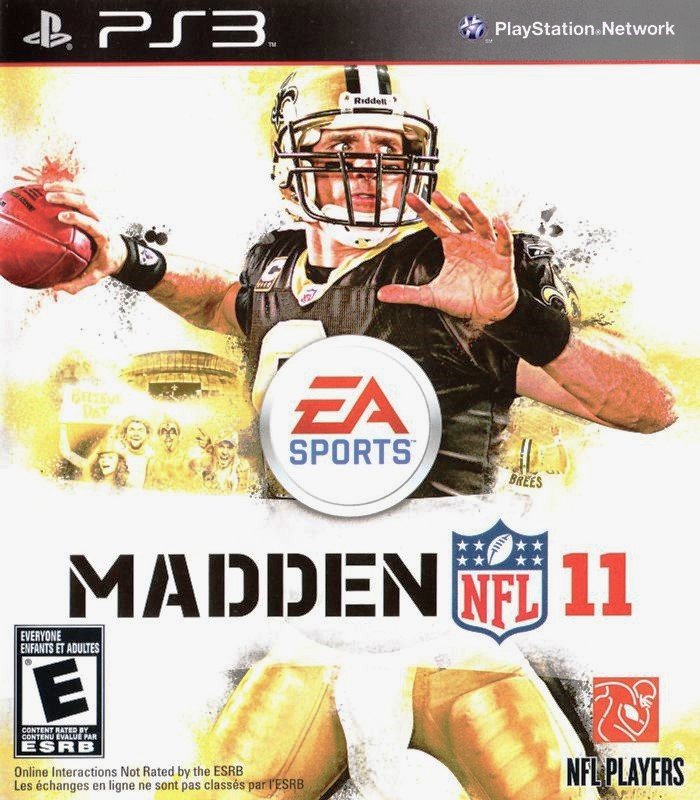 PS3
PlayStation®Network
Riddell
BELIEVE
DAT
EA
SPORTS
BREES
MADDEN NFL 11
EVERYONE
ENFANTS ET ADULTES
E
CONTENT RATED BY
CONTENU ÉVALUÉ PAR
ESRB
NFL PLAYERS
Online Interactions Not Rated by the ESRB
Les échanges en ligne ne sont pas classés par l'ESRB